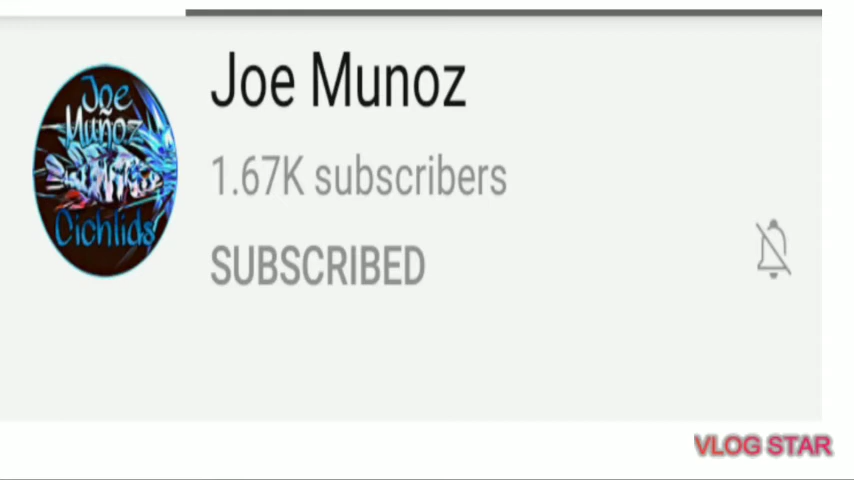 Joe Munoz
1.67K subscribers
SUBSCRIBED
Joe
Muñoz
Cichlids
VLOG STAR